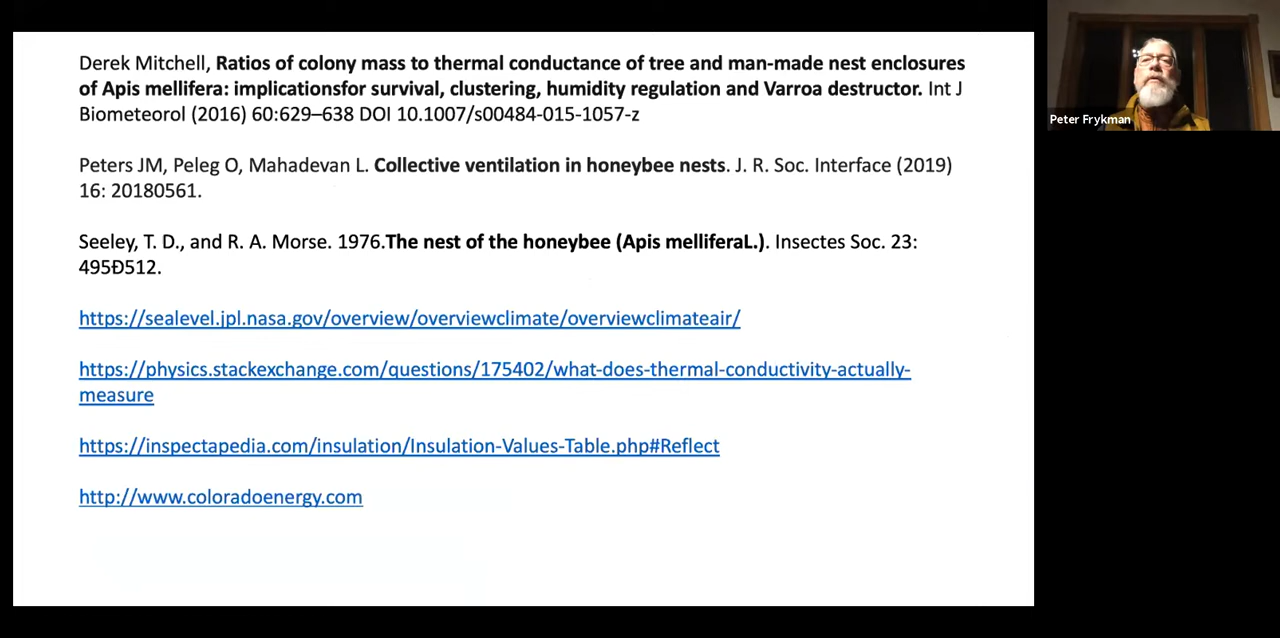 Derek Mitchell, Ratios of colony mass to thermal conductance of tree and man-made nest enclosures
of Apis mellifera: implicationsfor survival, clustering, humidity regulation and Varroa destructor. Int J
Biometeorol (2016) 60:629–638 DOI 10.1007/s00484-015-1057-z
Peters JM, Peleg O, Mahadevan L. Collective ventilation in honeybee nests. J. R. Soc. Interface (2019)
16: 20180561.
Seeley, T. D., and R. A. Morse. 1976.The nest of the honeybee (Apis melliferaL.). Insectes Soc. 23:
495Ð512.
https://sealevel.jpl.nasa.gov/overview/overviewclimate/overviewclimateair/
https://physics.stackexchange.com/questions/175402/what-does-thermal-conductivity-actually-
measure
https://inspectapedia.com/insulation/Insulation-Values-Table.php#Reflect
http://www.coloradoenergy.com
Peter Frykman